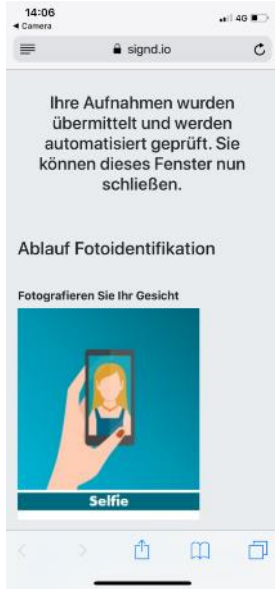 14:06
4G
Camera
signd.io
Ihre Aufnahmen wurden
übermittelt und werden
automatisiert geprüft. Sie
können dieses Fenster nun
schließen.
Ablauf Fotoidentifikation
Fotografieren Sie Ihr Gesicht
Selfie